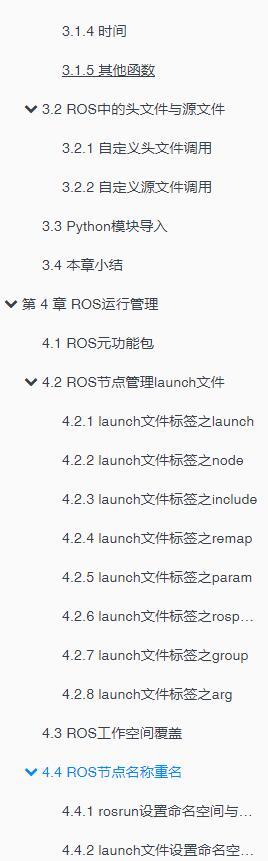 3.1.4 时间
3.1.5 其他函数
3.2 ROS中的头文件与源文件
3.2.1 自定义头文件调用
3.2.2 自定义源文件调用
3.3 Python模块导入
3.4 本章小结
第 4 章 ROS运行管理
4.1 ROS元功能包
4.2 ROS节点管理launch文件
4.2.1 launch文件标签之launch
4.2.2 launch文件标签之node
4.2.3 launch文件标签之include
4.2.4 launch文件标签之remap
4.2.5 launch文件标签之param
4.2.6 launch文件标签之rosp...
4.2.7 launch文件标签之group
4.2.8 launch文件标签之arg
4.3 ROS工作空间覆盖
4.4 ROS节点名称重名
4.4.1 rosrun设置命名空间与...
4.4.2 launch文件设置命名空...